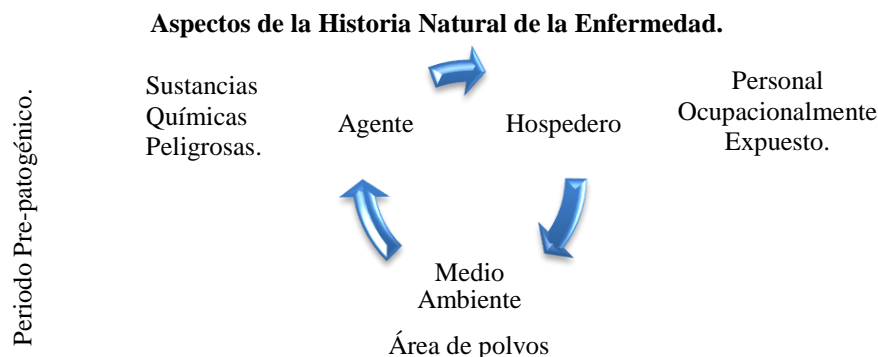 Aspectos de la Historia Natural de la Enfermedad.
Periodo Pre-patogénico.
Sustancias
Químicas
Peligrosas.
Agente
Hospedero
Personal
Ocupacionalmente
Expuesto.
Medio
Ambiente
Área de polvos